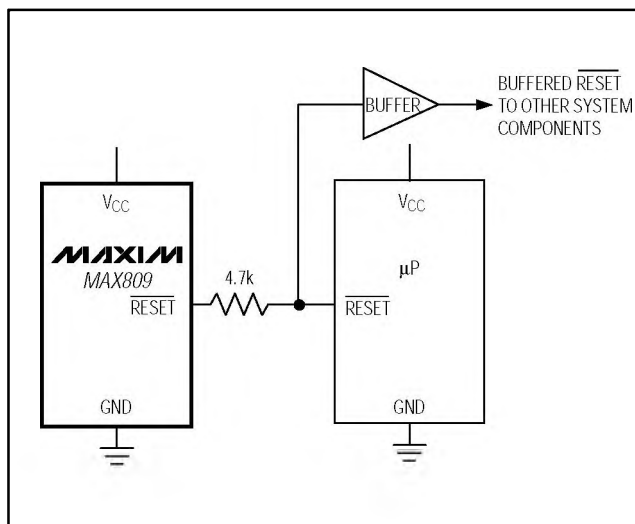 BUFFERED RESET
TO OTHER SYSTEM
COMPONENTS
BUFFER
VCC
MAXIM
MAX809
RESET
GND
4.7k
VCC
µP
RESET
GND